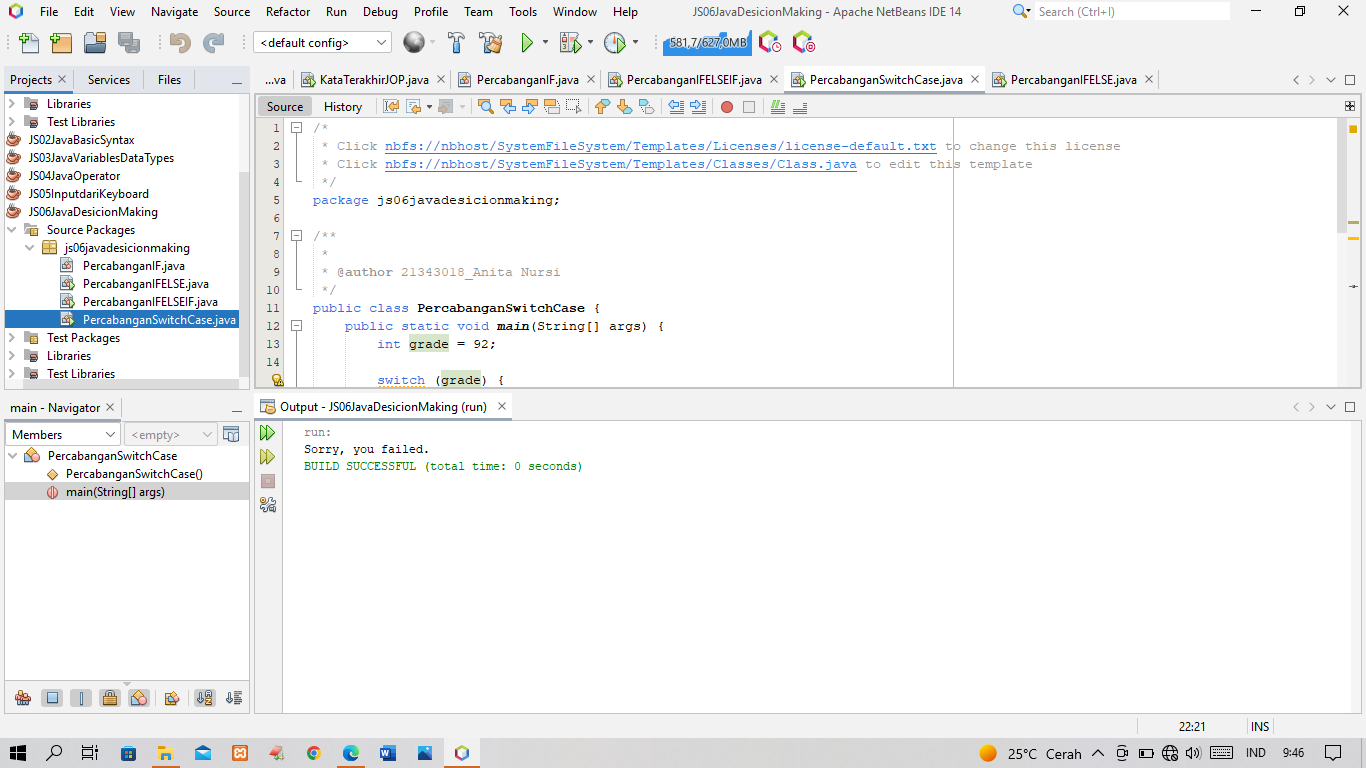 File Edit View Navigate Source Refactor Run Debug Profile Team Tools Window Help JS06JavaDesicionMaking - Apache NetBeans IDE 14 Search (Ctrl+I)
<default config> 581,7/627,0MB
Projects Services Files
...va KataTerakhirJOP.java PercabanganIF.java PercabanganIFELSEIF.java PercabanganSwitchCase.java PercabanganIFELSE.java
Libraries
Test Libraries
JS02JavaBasicSyntax
JS03JavaVariablesDataTypes
JS04JavaOperator
JS05InputdariKeyboard
JS06JavaDesicionMaking
Source Packages
js06javadesicionmaking
PercabanganIF.java
PercabanganIFELSE.java
PercabanganIFELSEIF.java
PercabanganSwitchCase.java
Test Packages
Libraries
Test Libraries
Source History
1 /*
2 * Click nbfs://nbhost/SystemFileSystem/Templates/Licenses/license-default.txt to change this license
3 * Click nbfs://nbhost/SystemFileSystem/Templates/Classes/Class.java to edit this template
4 */
5 package js06javadesicionmaking;
6
7 /**
8 *
9 * @author 21343018_Anita Nursi
10 */
11 public class PercabanganSwitchCase {
12 public static void main(String[] args) {
13 int grade = 92;
14
switch (grade) {
main - Navigator
Members <empty>
PercabanganSwitchCase
PercabanganSwitchCase()
main(String[] args)
Output - JS06JavaDesicionMaking (run)
run:
Sorry, you failed.
BUILD SUCCESSFUL (total time: 0 seconds)
22:21 INS
25°C Cerah IND 9:46